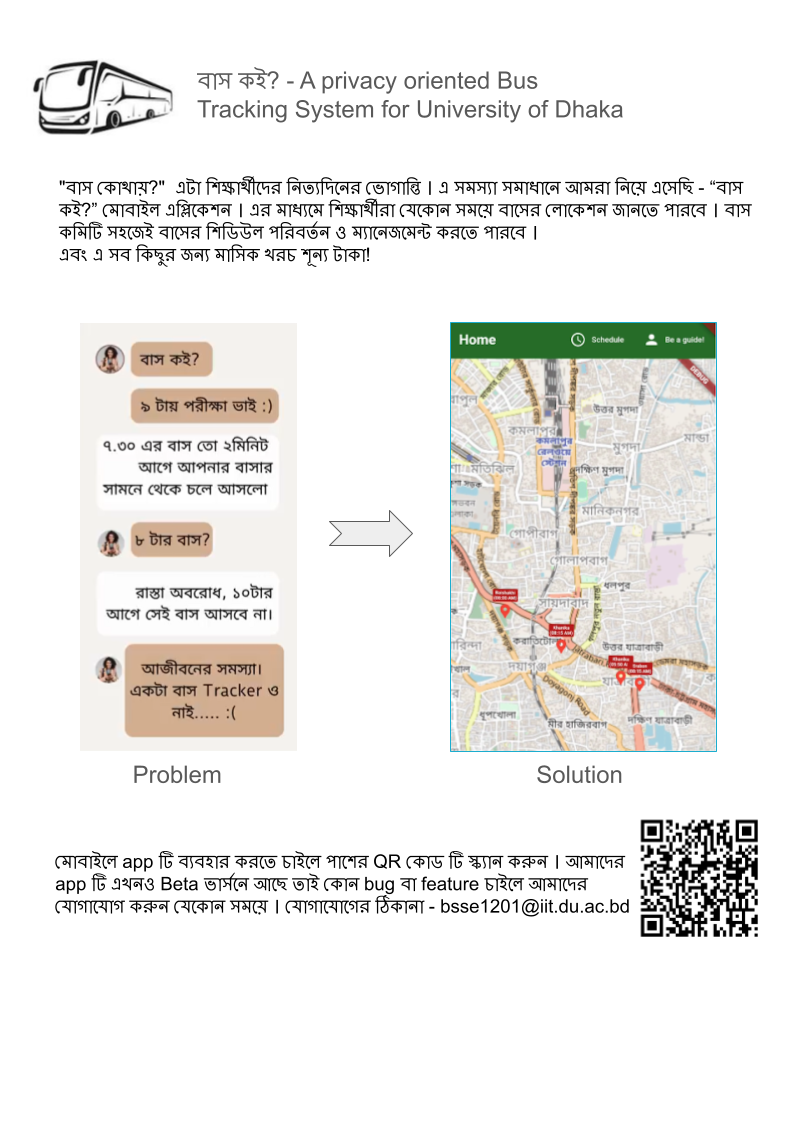 বাস কই? - A privacy oriented Bus
Tracking System for University of Dhaka
"বাস কোথায়?" এটা শিক্ষার্থীদের নিত্যদিনের ভোগান্তি । এ সমস্যা সমাধানে আমরা নিয়ে এসেছি - “বাস
কই?” মোবাইল এপ্লিকেশন । এর মাধ্যমে শিক্ষার্থীরা যেকোন সময়ে বাসের লোকেশন জানতে পারবে । বাস
কমিটি সহজেই বাসের শিডিউল পরিবর্তন ও ম্যানেজমেন্ট করতে পারবে ।
এবং এ সব কিছুর জন্য মাসিক খরচ শূন্য টাকা!
বাস কই?
৯ টায় পরীক্ষা ভাই :)
৭.৩০ এর বাস তো ২মিনিট
আগে আপনার বাসার
সামনে থেকে চলে আসলো
৮ টার বাস?
রাস্তা অবরোধ, ১০টার
আগে সেই বাস আসবে না।
আজীবনের সমস্যা।
একটা বাস Tracker ও
নাই..... :(
Problem
Home
Schedule
Be a guide!
DEBUG
উত্তর মুগদা
কমলাপুর
কমলাপুর
রেলওয়ে
স্টেশন
মুগদা
মান্ডা
মতিঝিল
দক্ষিণ মুগদা
মানিকনগর
গোপীবাগ
গোলাপবাগ
ধলপুর
সায়দাবাদ
করাতিটোলা
উত্তর যাত্রাবাড়ী
দয়াগঞ্জ
Dayagonj Road
মীর হাজিরবাগ
দক্ষিণ যাত্রাবাড়ী
Solution
মোবাইলে app টি ব্যবহার করতে চাইলে পাশের QR কোড টি স্ক্যান করুন । আমাদের
app টি এখনও Beta ভার্সনে আছে তাই কোন bug বা feature চাইলে আমাদের
যোগাযোগ করুন যেকোন সময়ে । যোগাযোগের ঠিকানা - bsse1201@iit.du.ac.bd